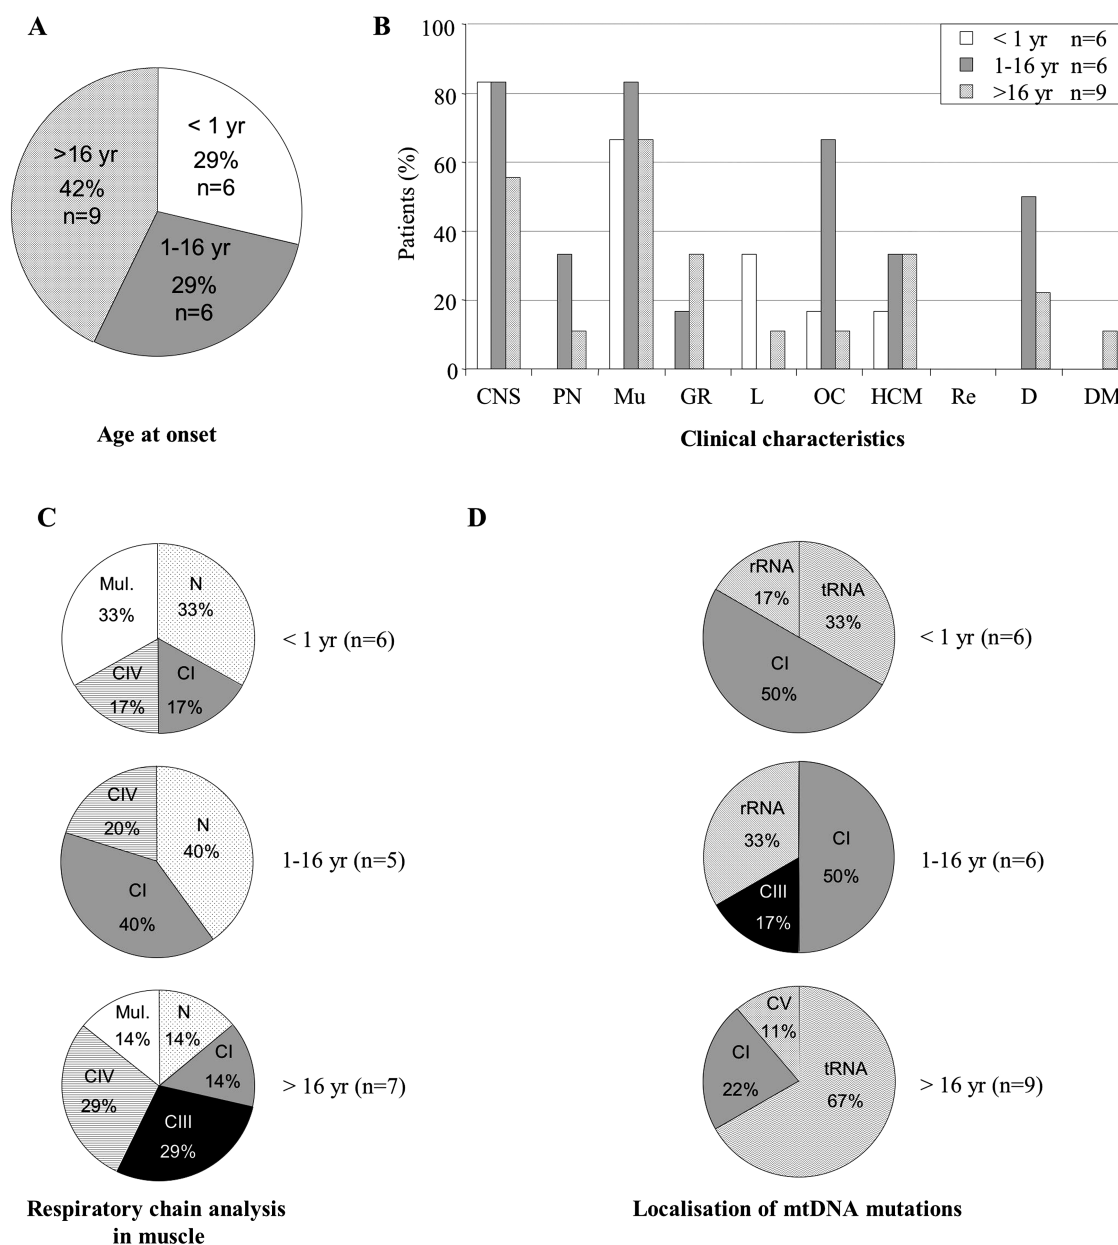 A
< 1 yr
29%
n=6
>16 yr
42%
n=9
1-16 yr
29%
n=6
Age at onset
B
100
80
60
40
20
0
Patients (%)
< 1 yr n=6
1-16 yr n=6
>16 yr n=9
CNS PN Mu GR L OC HCM Re D DM
Clinical characteristics
C
Mul.
33%
N
33%
CIV
17%
CI
17%
< 1 yr (n=6)
CIV
20%
N
40%
CI
40%
1-16 yr (n=5)
Mul.
14%
N
14%
CI
14%
CIV
29%
CIII
29%
> 16 yr (n=7)
Respiratory chain analysis
in muscle
D
rRNA
17%
tRNA
33%
CI
50%
< 1 yr (n=6)
rRNA
33%
CI
50%
CIII
17%
1-16 yr (n=6)
CV
11%
CI
22%
tRNA
67%
> 16 yr (n=9)
Localisation of mtDNA mutations